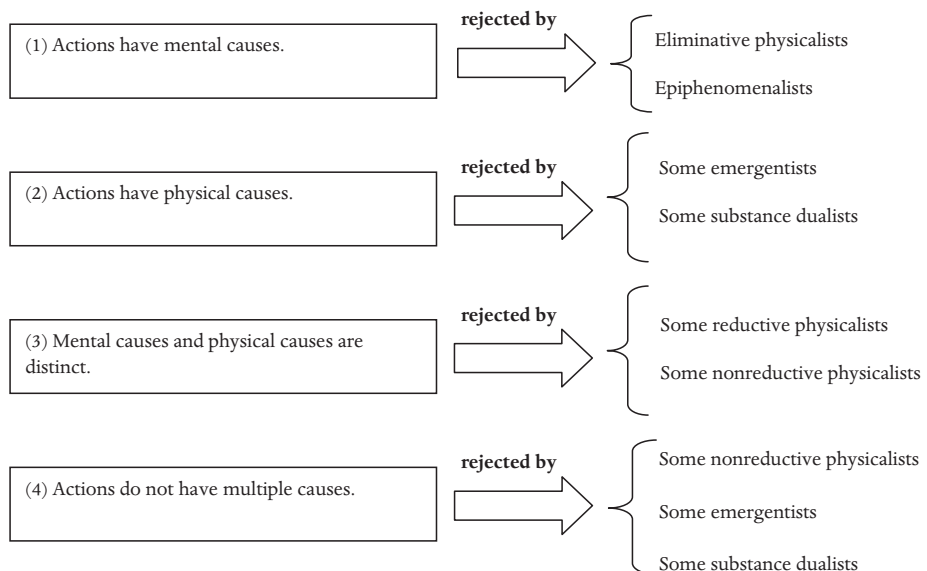 rejected by
(1) Actions have mental causes.
Eliminative physicalists
Epiphenomenalists
rejected by
(2) Actions have physical causes.
Some emergentists
Some substance dualists
rejected by
(3) Mental causes and physical causes are
distinct.
Some reductive physicalists
Some nonreductive physicalists
rejected by
(4) Actions do not have multiple causes.
Some nonreductive physicalists
Some emergentists
Some substance dualists